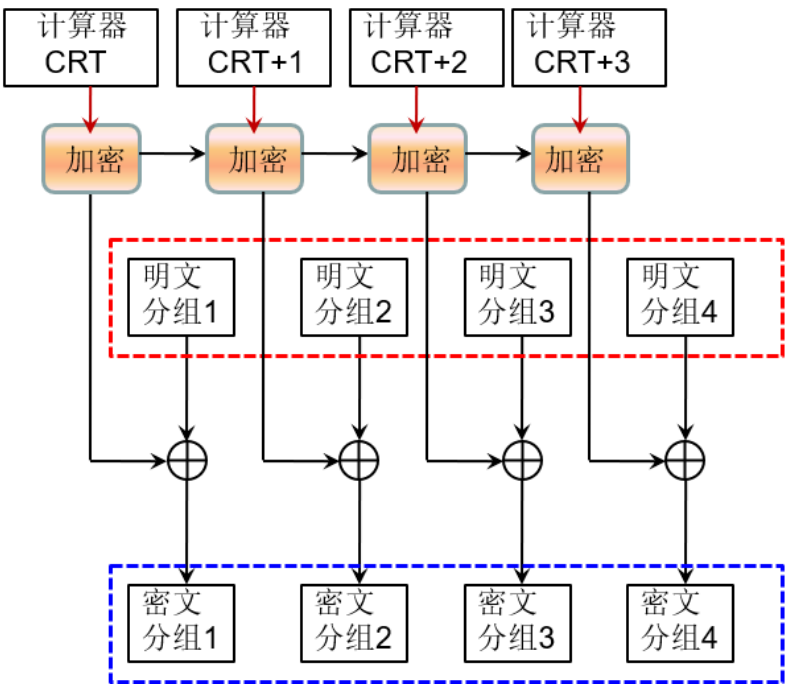 计算器
CRT
计算器
CRT+1
计算器
CRT+2
计算器
CRT+3
加密
加密
加密
加密
明文
分组1
明文
分组2
明文
分组3
明文
分组4
密文
分组1
密文
分组2
密文
分组3
密文
分组4